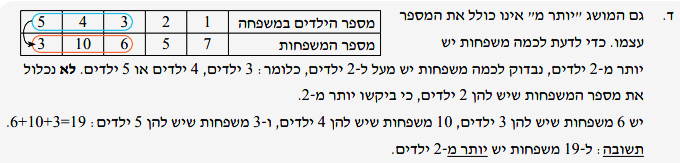 ד. גם המושג "יותר מ" אינו כולל את המספר
עצמו. כדי לדעת לכמה משפחות יש
מספר הילדים במשפחה 1 2 3 4 5
מספר המשפחות 7 5 6 10 3
יותר מ-2 ילדים, נבדוק לכמה משפחות יש מעל ל-2 ילדים, כלומר: 3 ילדים, 4 ילדים או 5 ילדים. לא נכלול
את מספר המשפחות שיש להן 2 ילדים, כי ביקשו יותר מ-2.
יש 6 משפחות שיש להן 3 ילדים, 10 משפחות שיש להן 4 ילדים, ו-3 משפחות שיש להן 5 ילדים: 6+10+3=19.
תשובה: ל-19 משפחות יש יותר מ-2 ילדים.